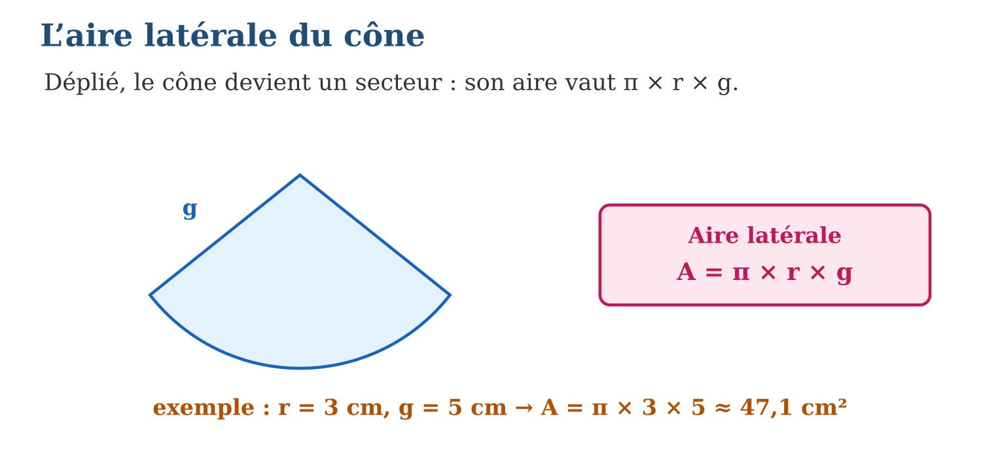 L’aire latérale du cône
Déplié, le cône devient un secteur : son aire vaut π × r × g.
g
Aire latérale
A = π × r × g
exemple : r = 3 cm, g = 5 cm → A = π × 3 × 5 ≈ 47,1 cm²